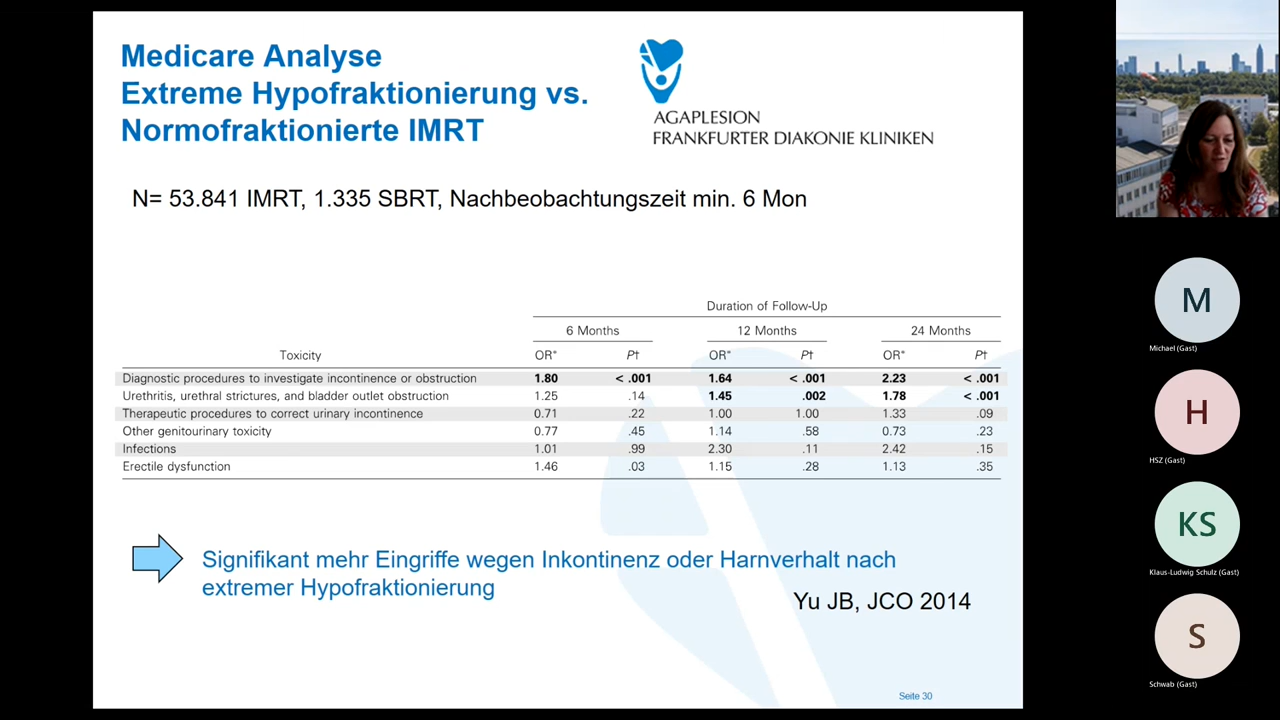 Medicare Analyse
Extreme Hypofraktionierung vs.
Normofraktionierte IMRT
AGAPLESION
FRANKFURTER DIAKONIE KLINIKEN
N= 53.841 IMRT, 1.335 SBRT, Nachbeobachtungszeit min. 6 Mon
Duration of Follow-Up
6 Months 12 Months 24 Months
Toxicity OR* P† OR* P† OR* P†
Diagnostic procedures to investigate incontinence or obstruction 1.80 < .001 1.64 < .001 2.23 < .001
Urethritis, urethral strictures, and bladder outlet obstruction 1.25 .14 1.45 .002 1.78 < .001
Therapeutic procedures to correct urinary incontinence 0.71 .22 1.00 1.00 1.33 .09
Other genitourinary toxicity 0.77 .45 1.14 .58 0.73 .23
Infections 1.01 .99 2.30 .11 2.42 .15
Erectile dysfunction 1.46 .03 1.15 .28 1.13 .35
Signifikant mehr Eingriffe wegen Inkontinenz oder Harnverhalt nach
extremer Hypofraktionierung
Yu JB, JCO 2014
Seite 30
M
Michael (Gast)
H
HSZ (Gast)
KS
Klaus-Ludwig Schulz (Gast)
S
Schwab (Gast)